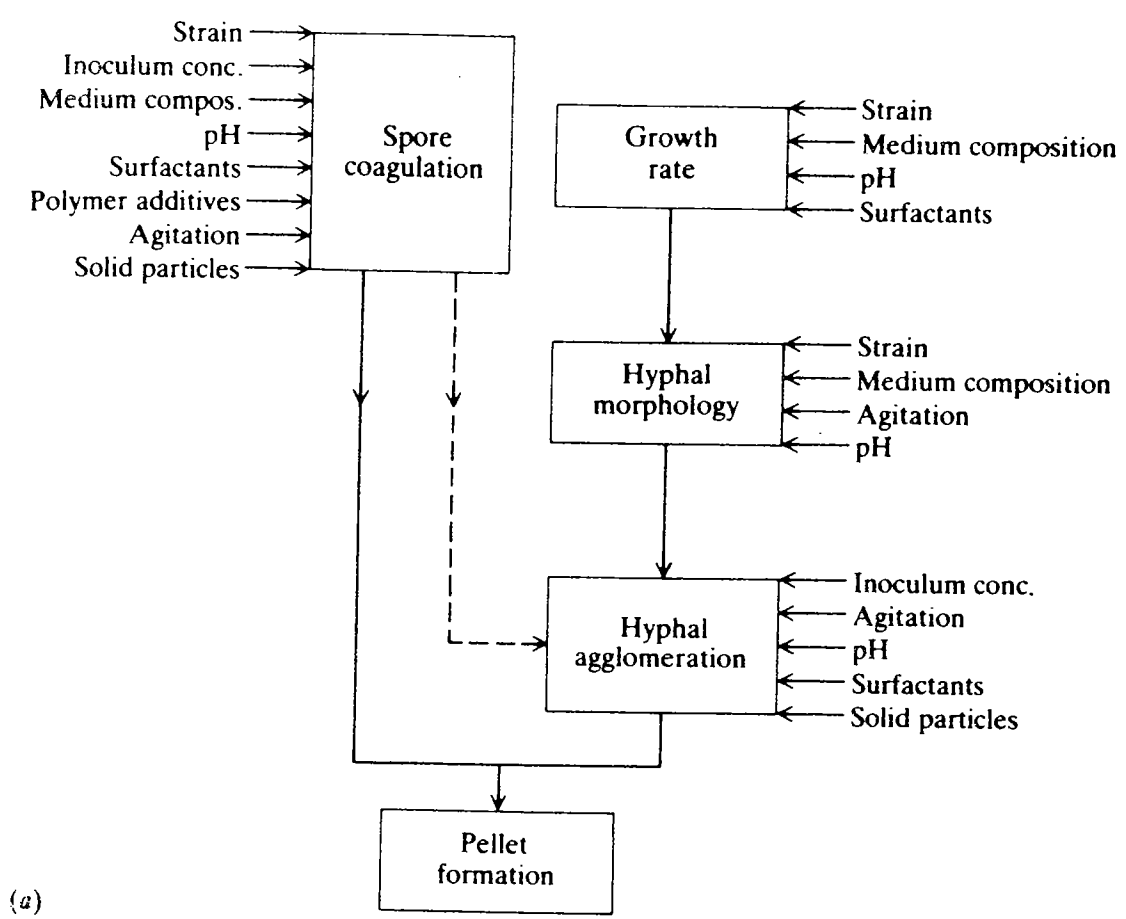 Strain
Inoculum conc.
Medium compos.
pH
Surfactants
Polymer additives
Agitation
Solid particles
Spore
coagulation
Growth
rate
Strain
Medium composition
pH
Surfactants
Hyphal
morphology
Strain
Medium composition
Agitation
pH
Hyphal
agglomeration
Inoculum conc.
Agitation
pH
Surfactants
Solid particles
Pellet
formation
(a)